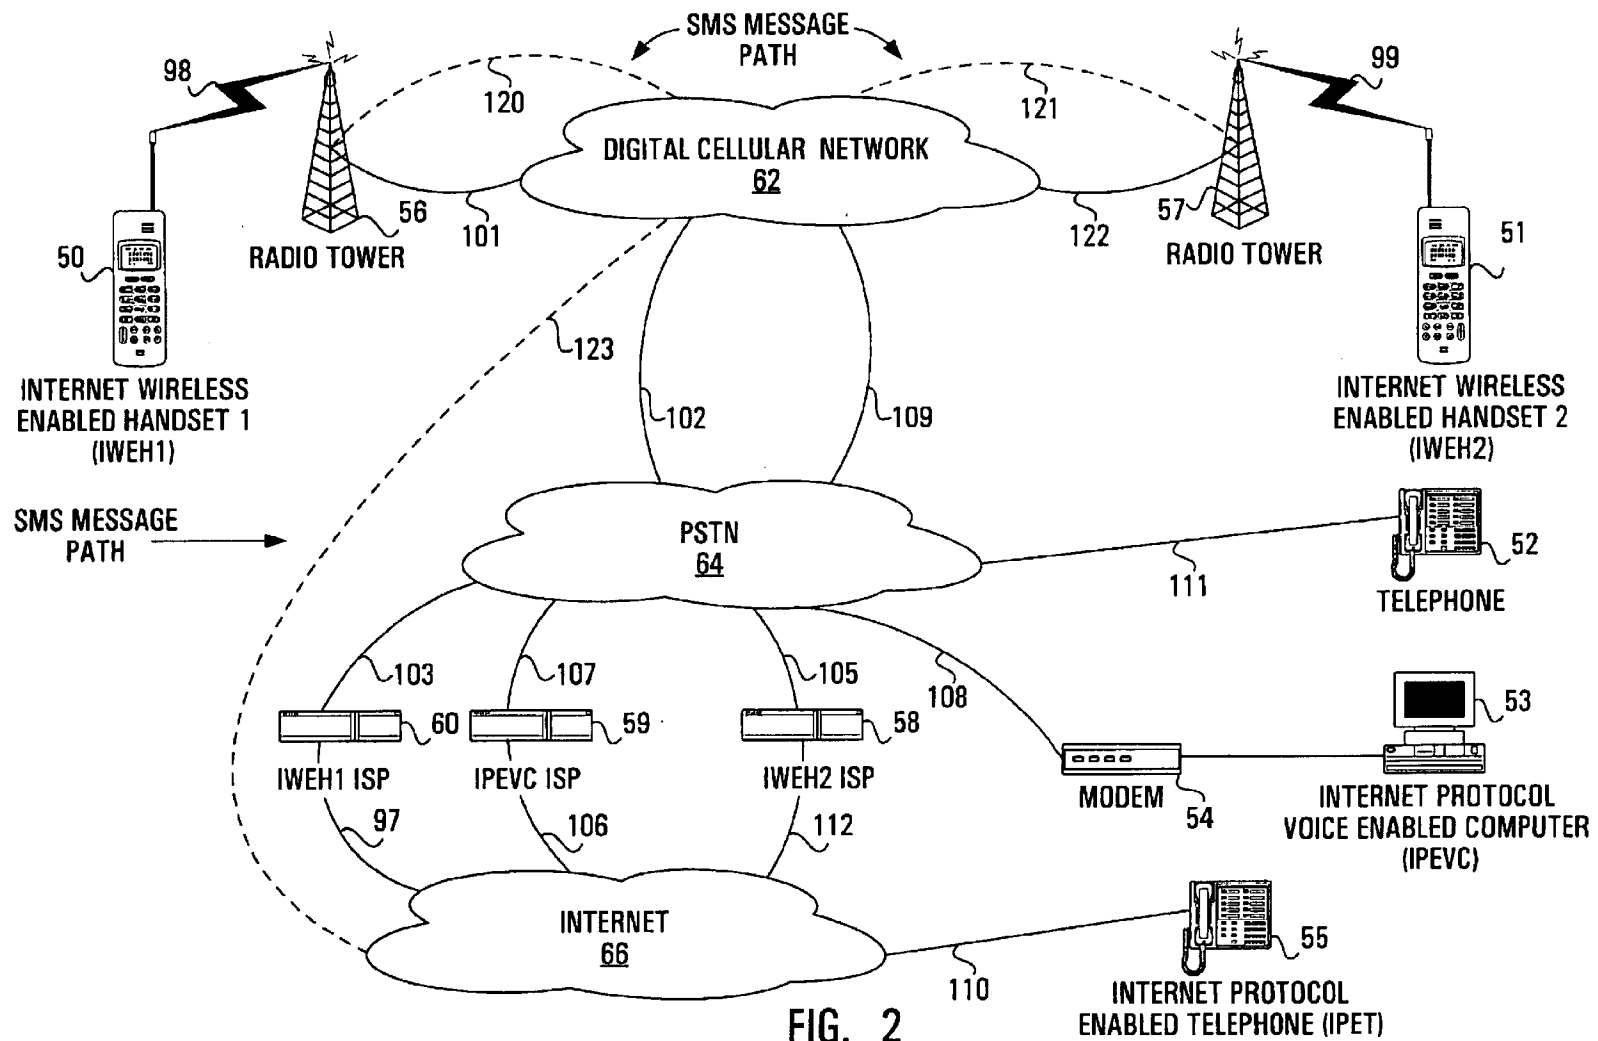 SMS MESSAGE
PATH
98
99
120
121
DIGITAL CELLULAR NETWORK
62
56
57
101
122
RADIO TOWER
RADIO TOWER
50
51
123
INTERNET WIRELESS
ENABLED HANDSET 1
(IWEH1)
INTERNET WIRELESS
ENABLED HANDSET 2
(IWEH2)
102
109
SMS MESSAGE
PATH
PSTN
64
52
111
TELEPHONE
103
107
105
108
60
59
58
53
IWEH1 ISP
IPEVC ISP
IWEH2 ISP
MODEM
54
INTERNET PROTOCOL
VOICE ENABLED COMPUTER
(IPEVC)
97
106
112
INTERNET
66
55
110
INTERNET PROTOCOL
ENABLED TELEPHONE (IPET)
FIG. 2